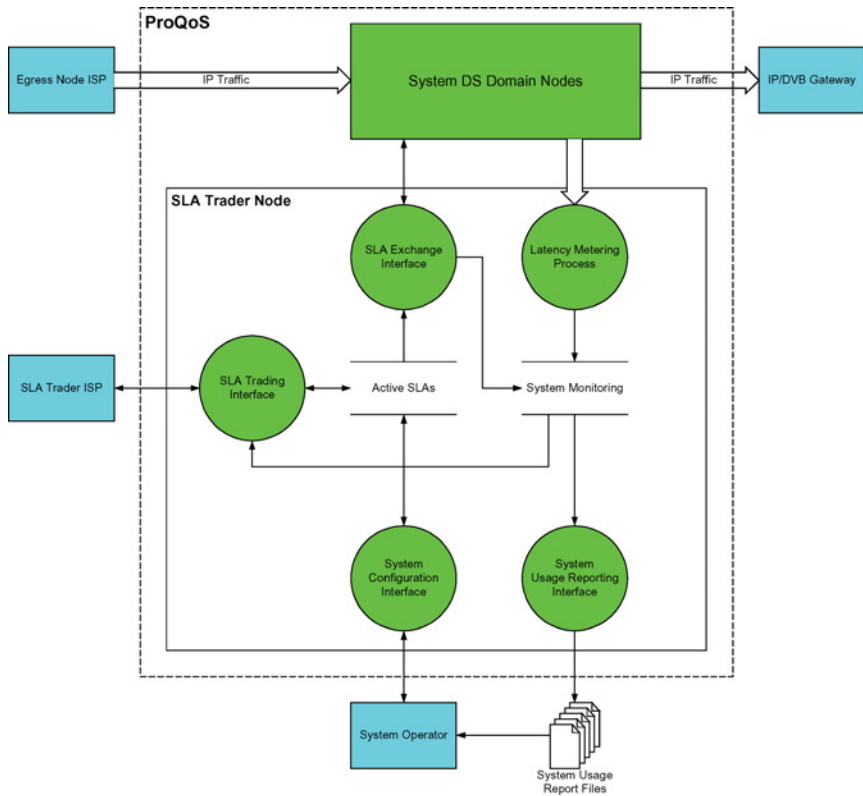 ProQoS
Egress Node ISP
IP Traffic
System DS Domain Nodes
IP Traffic
IP/DVB Gateway
SLA Trader Node
SLA Exchange
Interface
Latency Metering
Process
SLA Trader ISP
SLA Trading
Interface
Active SLAs
System Monitoring
System
Configuration
Interface
System
Usage Reporting
Interface
System Operator
System Usage
Report Files